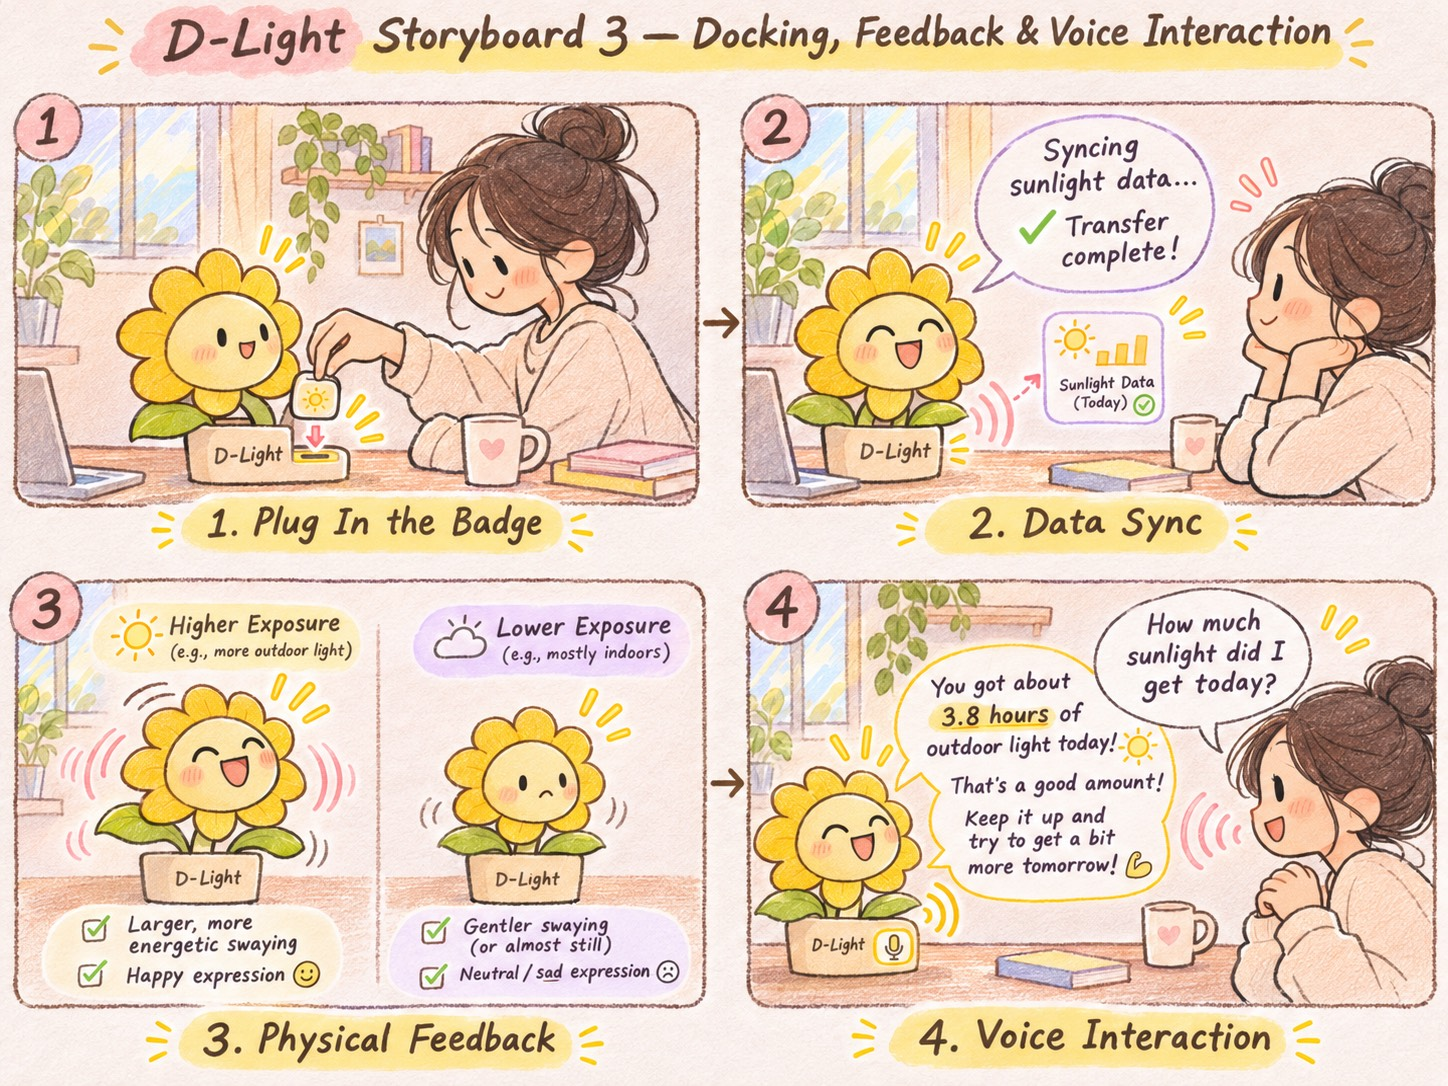 D-Light Storyboard 3 — Docking, Feedback & Voice Interaction
1
D-Light
1. Plug In the Badge
2
Syncing
sunlight data...
Transfer
complete!
Sunlight Data
(Today)
D-Light
2. Data Sync
3
Higher Exposure
(e.g., more outdoor light)
D-Light
Larger, more
energetic swaying
Happy expression
Lower Exposure
(e.g., mostly indoors)
D-Light
Gentler swaying
(or almost still)
Neutral / sad expression
3. Physical Feedback
4
How much
sunlight did I
get today?
You got about
3.8 hours of
outdoor light today!
That's a good amount!
Keep it up and
try to get a bit
more tomorrow!
D-Light
4. Voice Interaction